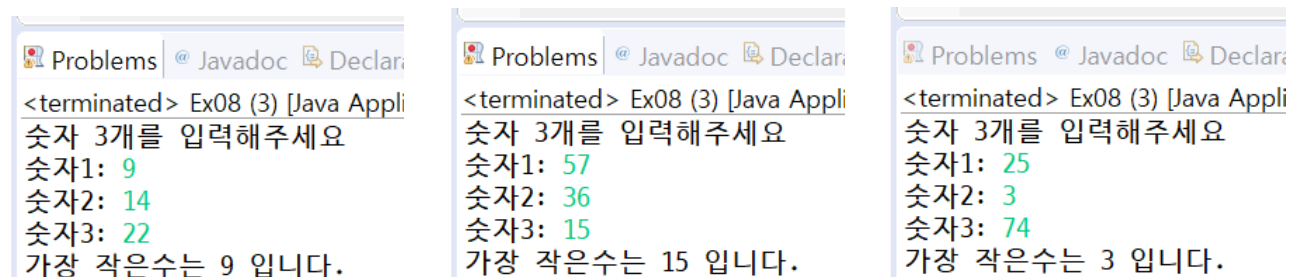 Problems @ Javadoc Declara
<terminated> Ex08 (3) [Java Appli
숫자 3개를 입력해주세요
숫자1: 9
숫자2: 14
숫자3: 22
가장 작은수는 9 입니다.
Problems @ Javadoc Declara
<terminated> Ex08 (3) [Java Appli
숫자 3개를 입력해주세요
숫자1: 57
숫자2: 36
숫자3: 15
가장 작은수는 15 입니다.
Problems @ Javadoc Declara
<terminated> Ex08 (3) [Java Appli
숫자 3개를 입력해주세요
숫자1: 25
숫자2: 3
숫자3: 74
가장 작은수는 3 입니다.